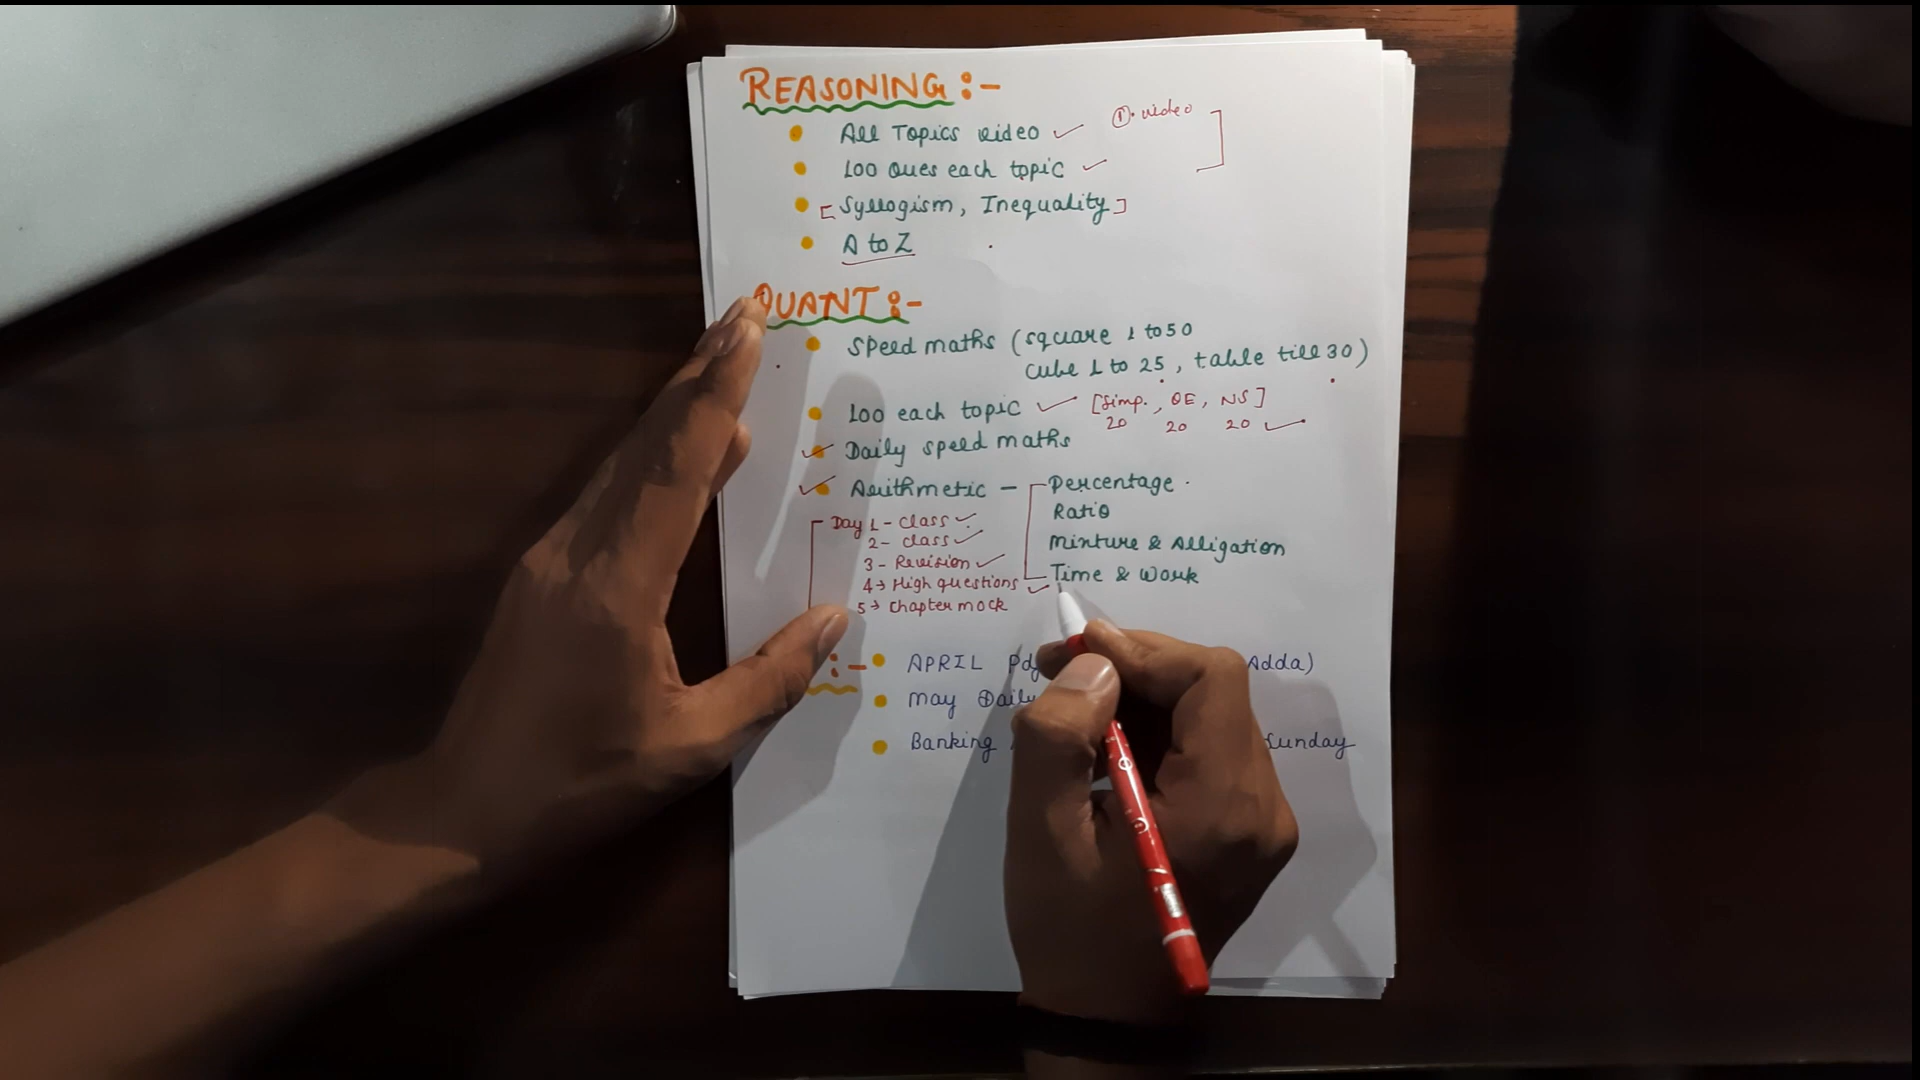 REASONING :-
All Topics video ① video
100 Ques each topic
[Syllogism, Inequality]
A to Z
QUANT :-
Speed maths (square 1 to 50
cube 1 to 25, table till 30)
100 each topic [Simp., QE, NS]
20 20 20
Daily speed maths
Arithmetic - Percentage
Ratio
Mixture & Alligation
Time & Work
Day 1 - class
2 - class
3 - Revision
4 → High questions
5 → Chapter mock
:- APRIL Adda)
May Daily
Banking Sunday